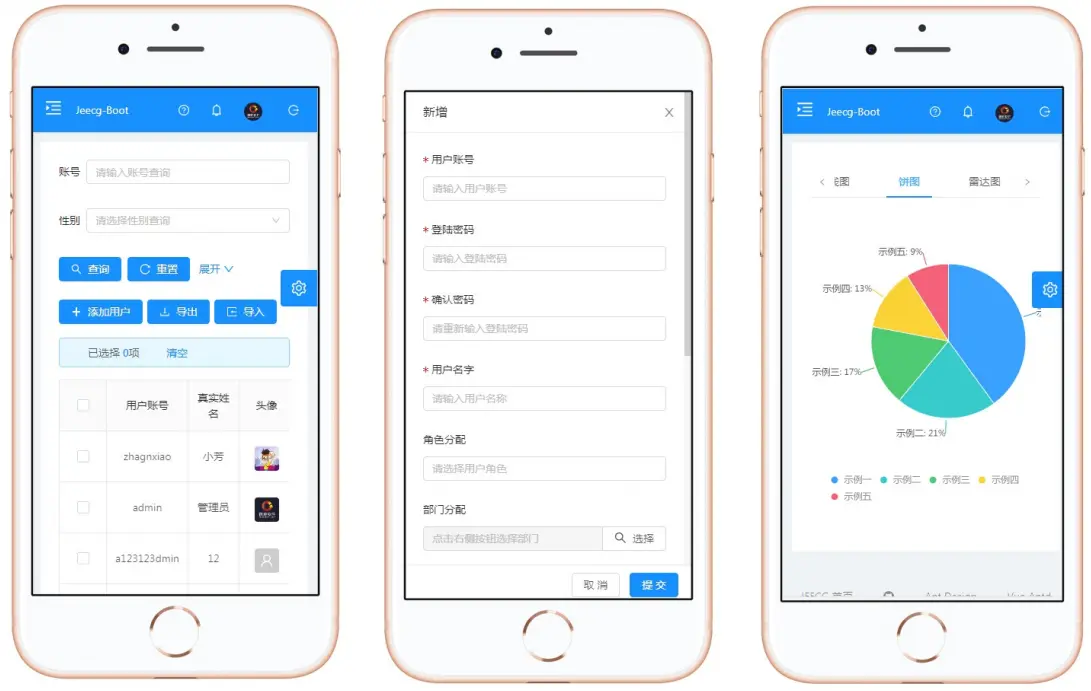 Jeecg-Boot
账号 请输入账号查询
性别 请选择性别查询
查询 重置 展开
添加用户 导出 导入
已选择 0项 清空
用户账号 真实姓名 头像
zhagnxiao 小芳
admin 管理员
a123123dmin 12
新增
* 用户账号
请输入用户账号
* 登陆密码
请输入登陆密码
* 确认密码
请重新输入登陆密码
* 用户名字
请输入用户名称
角色分配
请选择用户角色
部门分配
点击右侧按钮选择部门 选择
取 消 提 交
Jeecg-Boot
图 饼图 雷达图
示例五: 9%
示例四: 13%
示例三: 17%
示例二: 21%
示例一 示例二 示例三 示例四
示例五
JEECG 首页 Ant Design Vue Antd